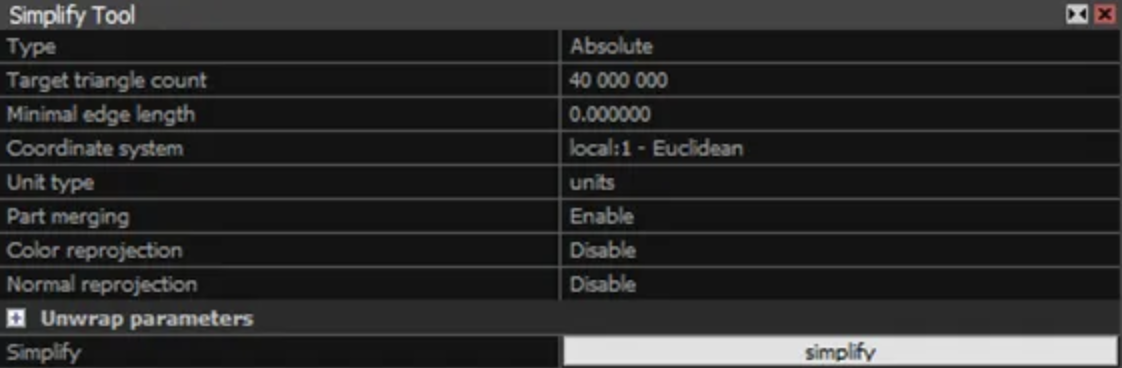 Simplify Tool
Type Absolute
Target triangle count 40 000 000
Minimal edge length 0.000000
Coordinate system local:1 - Euclidean
Unit type units
Part merging Enable
Color reprojection Disable
Normal reprojection Disable
Unwrap parameters
Simplify simplify